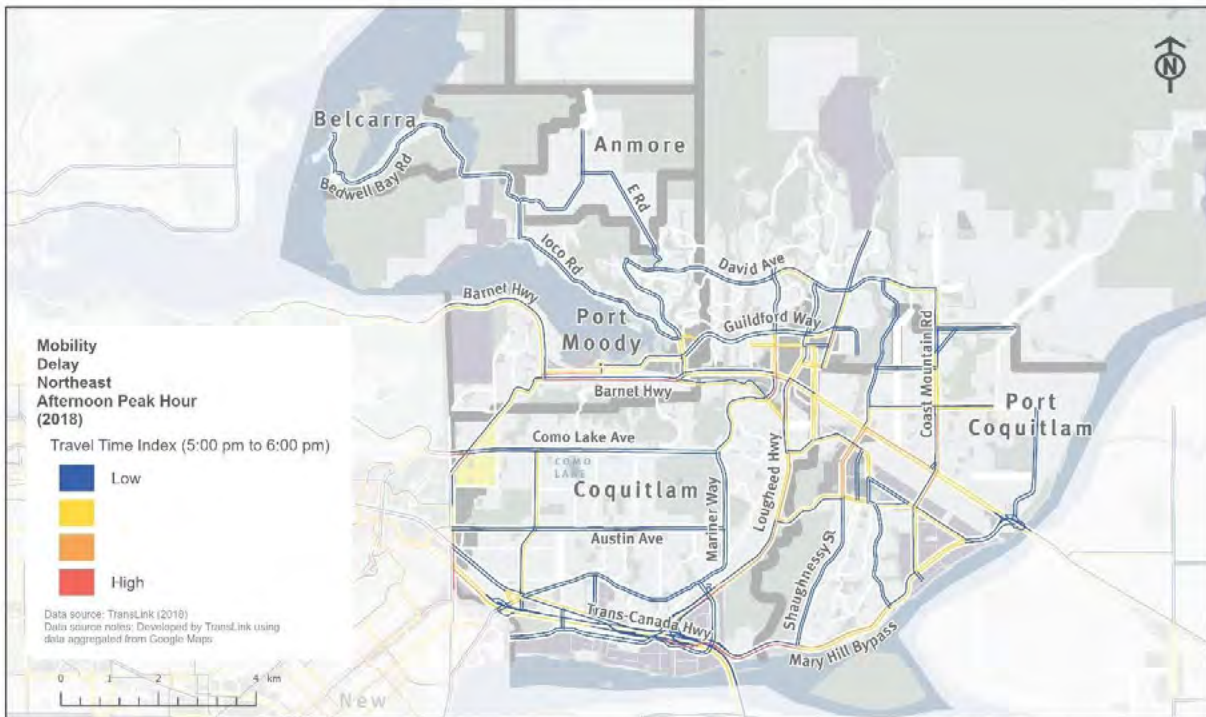 N
Belcarra
Anmore
Bedwell Bay Rd
E Rd
Ioco Rd
David Ave
Barnet Hwy
Port
Moody
Guildford Way
Coast Mountain Rd
Barnet Hwy
Port
Coquitlam
Como Lake Ave
COMO
LAKE
Coquitlam
Mariner Way
Lougheed Hwy
Austin Ave
Shaughnessy St
Trans-Canada Hwy
Mary Hill Bypass
New
Mobility
Delay
Northeast
Afternoon Peak Hour
(2018)
Travel Time Index (5:00 pm to 6:00 pm)
Low
High
Data source: TransLink (2018)
Data source notes: Developed by TransLink using
data aggregated from Google Maps
0 2 4 km